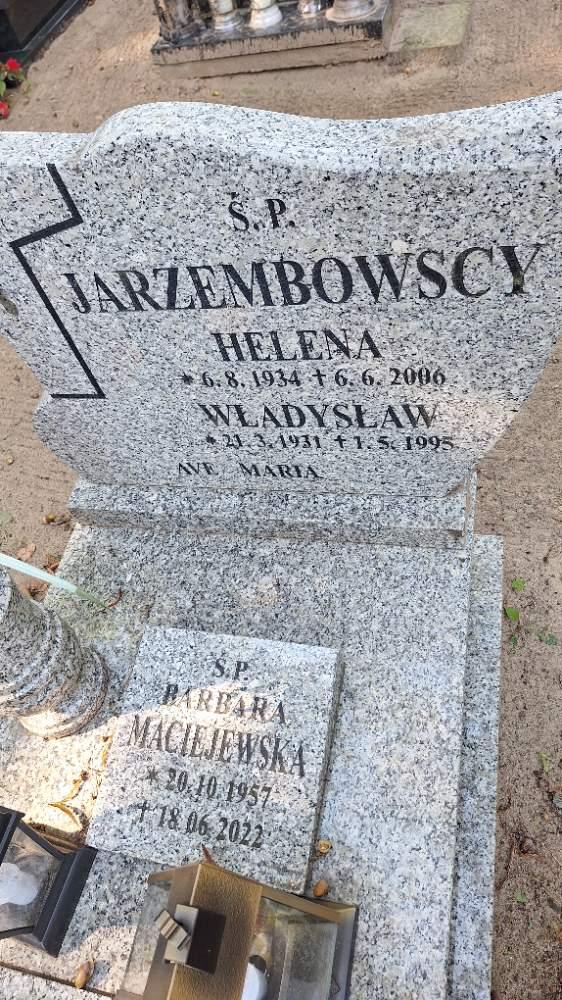 Ś.P.
JARZEMBOWSCY
HELENA
* 6. 8. 1934 ✝ 6. 6. 2006
WŁADYSŁAW
* 21. 3. 1931 ✝ 1. 5. 1995
AVE MARIA
Ś.P.
BARBARA
MACIEJEWSKA
* 20.10.1957
✝ 18.06.2022